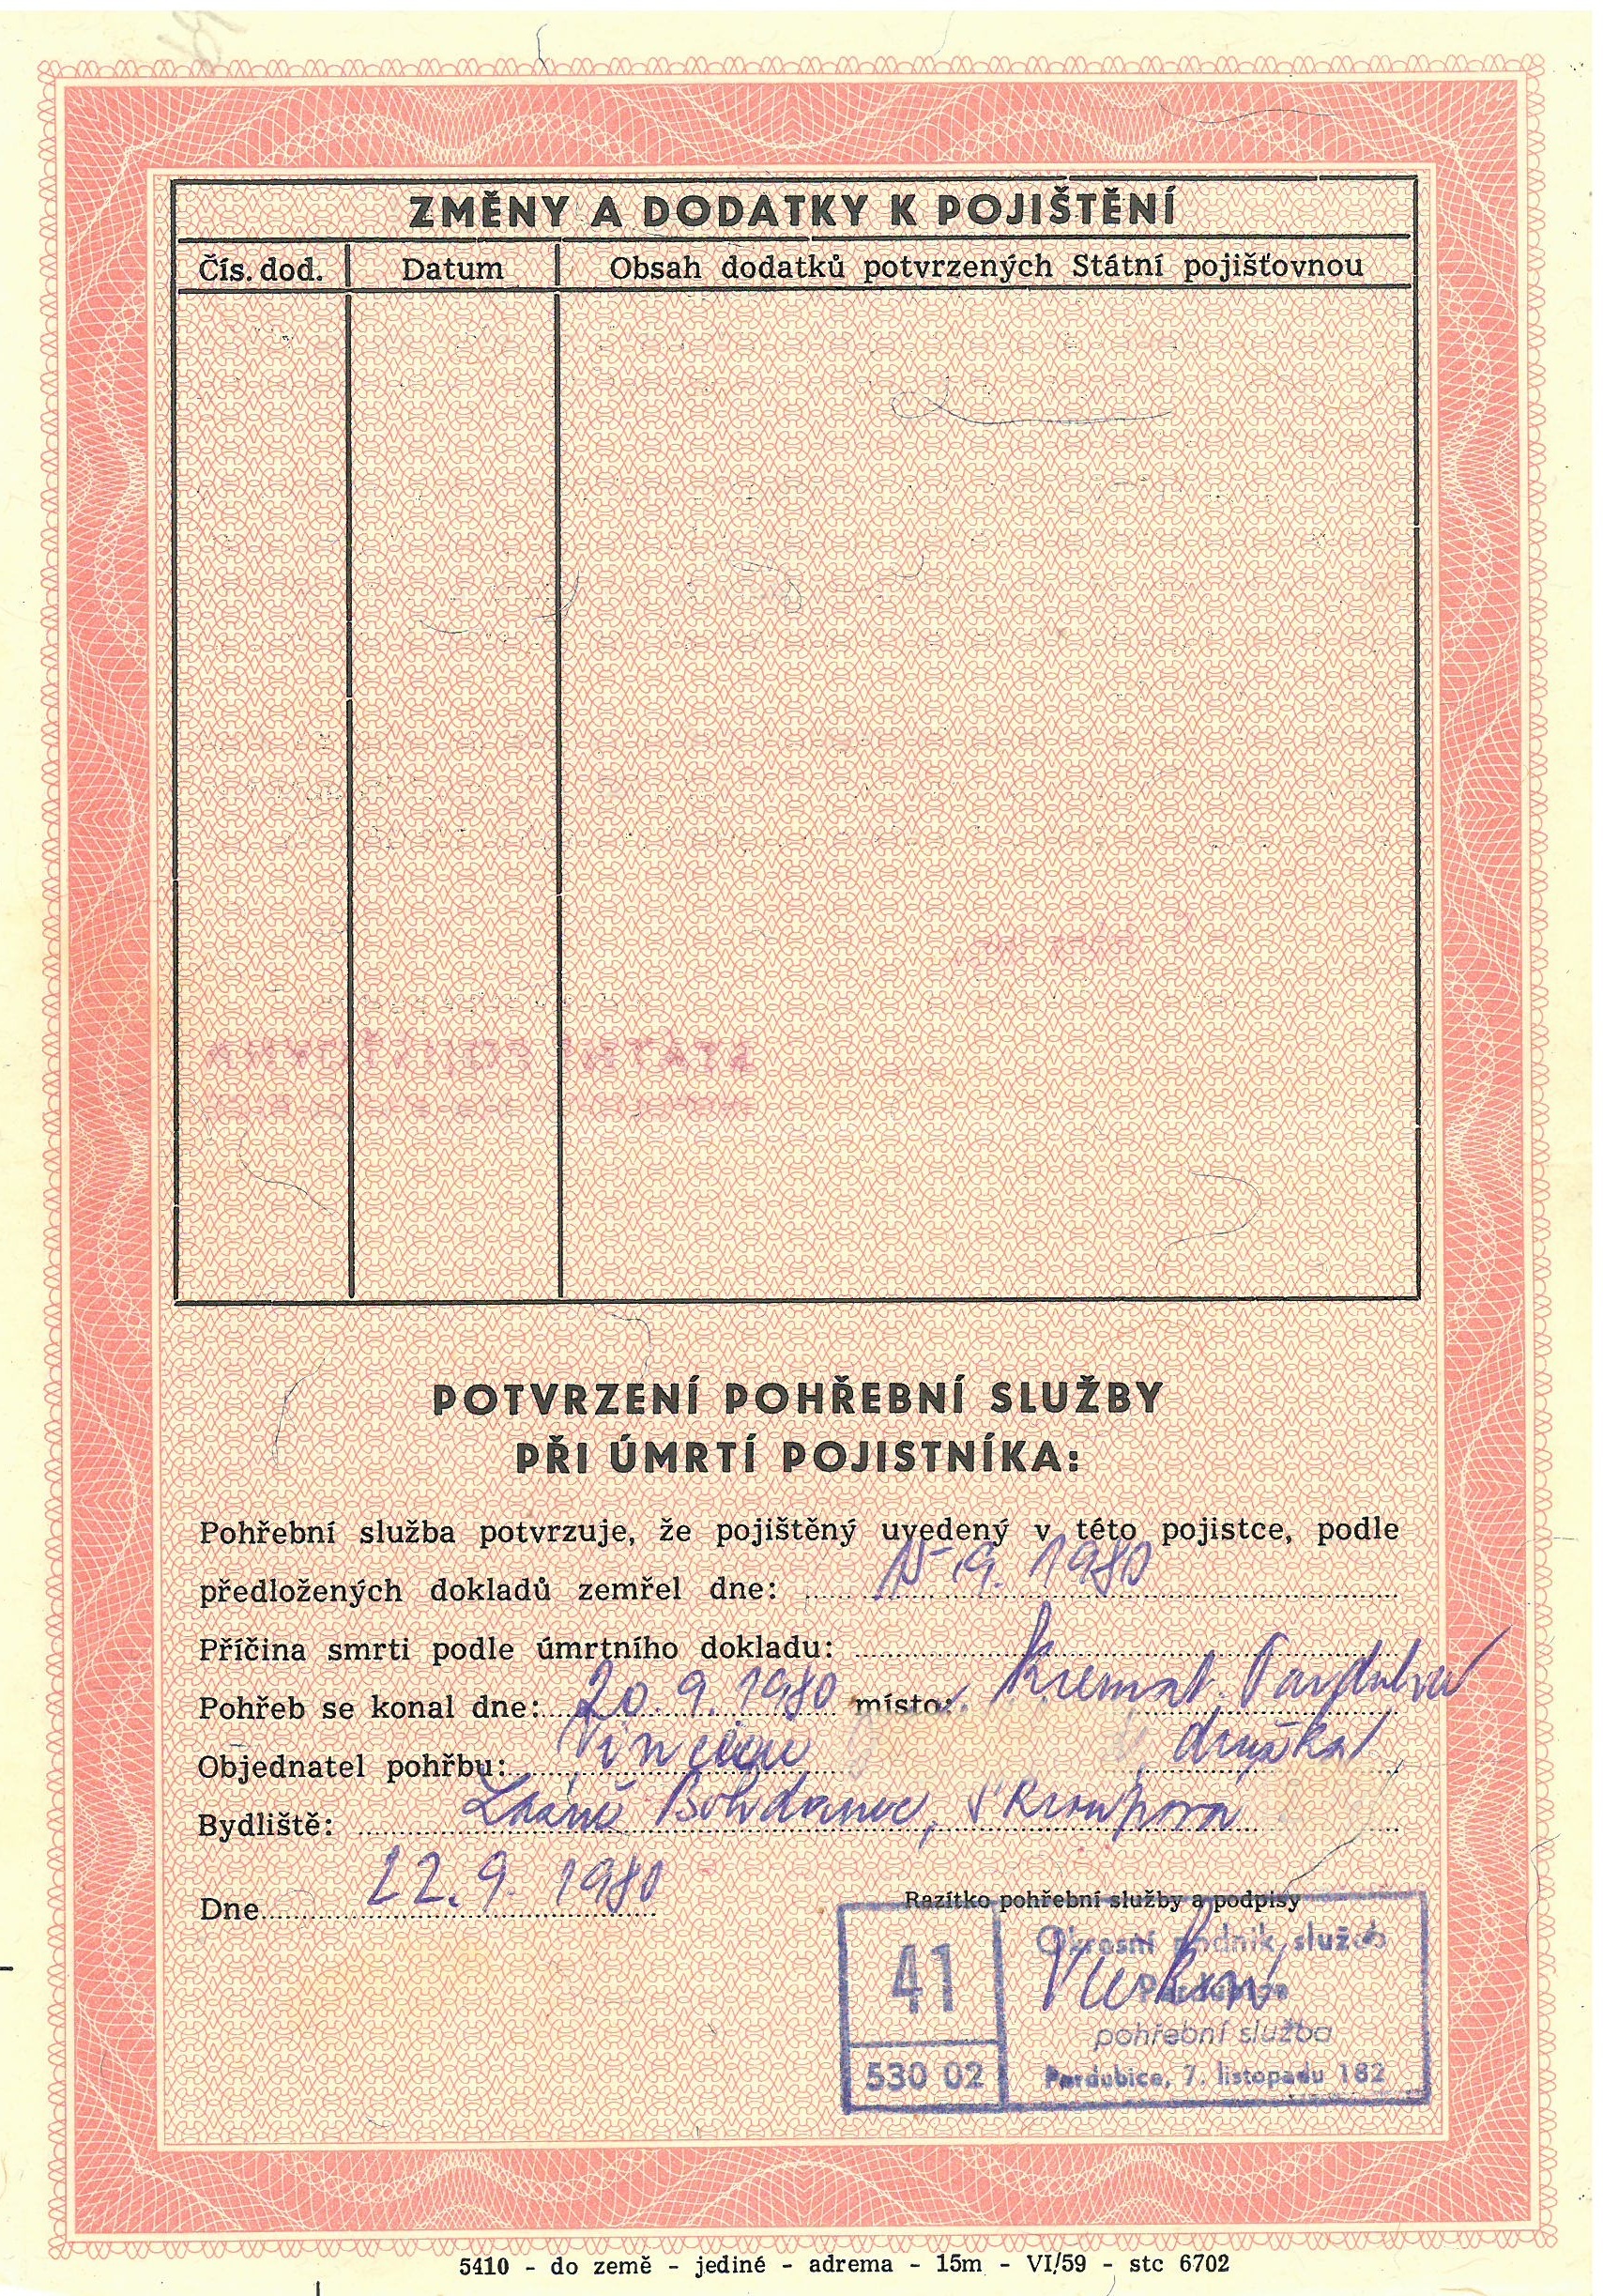 ZMĚNY A DODATKY K POJIŠTĚNÍ
Čís. dod. Datum Obsah dodatků potvrzených Státní pojišťovnou
POTVRZENÍ POHŘEBNÍ SLUŽBY
PŘI ÚMRTÍ POJISTNÍKA:
Pohřební služba potvrzuje, že pojištěný uvedený v této pojistce, podle
předložených dokladů zemřel dne: 15.9. 1980
Příčina smrti podle úmrtního dokladu:
Pohřeb se konal dne: 20.9.1980 místo: Kremat. Pardubice
Objednatel pohřbu: družka
Bydliště: Lázně Bohdaneč,
Dne 22.9. 1980
Razítko pohřební služby a podpisy
41
530 02
Okresní podnik služeb
Pardubice
pohřební služba
Pardubice, 7. listopadu 182
5410 - do země - jediné - adrema - 15m - VI/59 - stc 6702